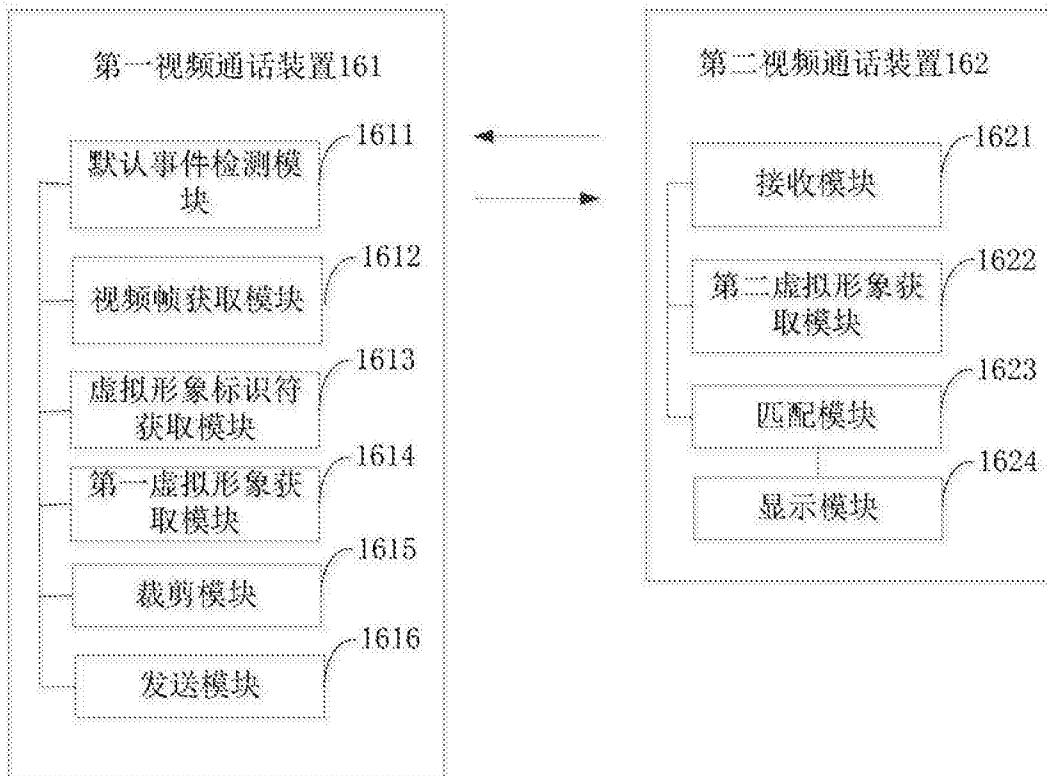 第一视频通话装置161
1611
默认事件检测模
块
1612
视频帧获取模块
1613
虚拟形象标识符
获取模块
1614
第一虚拟形象获
取模块
1615
裁剪模块
1616
发送模块
第二视频通话装置162
1621
接收模块
1622
第二虚拟形象获
取模块
1623
匹配模块
1624
显示模块